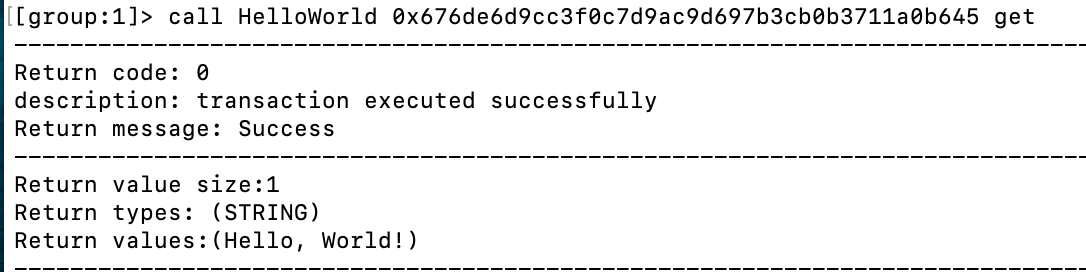 [[group:1]> call HelloWorld 0x676de6d9cc3f0c7d9ac9d697b3cb0b3711a0b645 get
---------------------------------------------------------------------------
Return code: 0
description: transaction executed successfully
Return message: Success
---------------------------------------------------------------------------
Return value size:1
Return types: (STRING)
Return values:(Hello, World!)
---------------------------------------------------------------------------